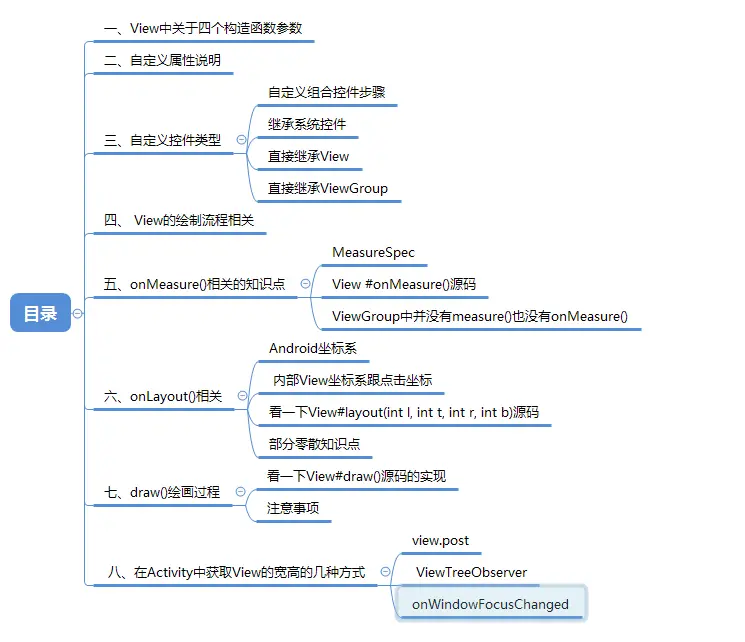 目录
一、View中关于四个构造函数参数
二、自定义属性说明
三、自定义控件类型
自定义组合控件步骤
继承系统控件
直接继承View
直接继承ViewGroup
四、 View的绘制流程相关
五、onMeasure()相关的知识点
MeasureSpec
View #onMeasure()源码
ViewGroup中并没有measure()也没有onMeasure()
六、onLayout()相关
Android坐标系
内部View坐标系跟点击坐标
看一下View#layout(int l, int t, int r, int b)源码
部分零散知识点
七、draw()绘画过程
看一下View#draw()源码的实现
注意事项
八、在Activity中获取View的宽高的几种方式
view.post
ViewTreeObserver
onWindowFocusChanged